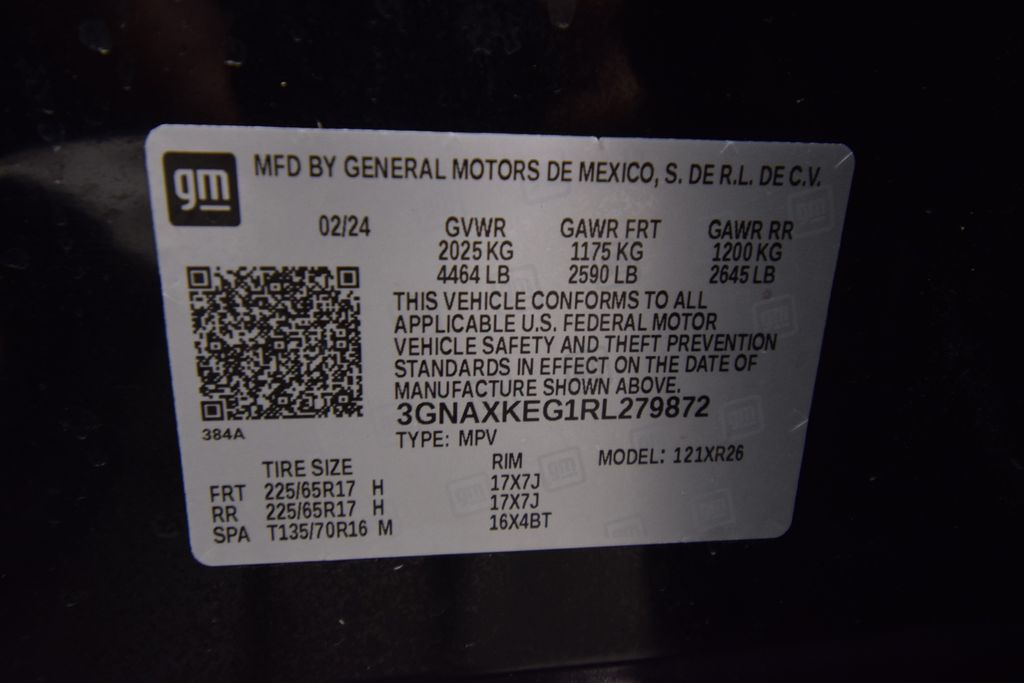 gm
MFD BY GENERAL MOTORS DE MEXICO, S. DE R.L. DE C.V.
02/24 GVWR GAWR FRT GAWR RR
2025 KG 1175 KG 1200 KG
4464 LB 2590 LB 2645 LB
THIS VEHICLE CONFORMS TO ALL
APPLICABLE U.S. FEDERAL MOTOR
VEHICLE SAFETY AND THEFT PREVENTION
STANDARDS IN EFFECT ON THE DATE OF
MANUFACTURE SHOWN ABOVE.
3GNAXKEG1RL279872
384A
TYPE: MPV
MODEL: 121XR26
TIRE SIZE RIM
FRT 225/65R17 H 17X7J
RR 225/65R17 H 17X7J
SPA T135/70R16 M 16X4BT